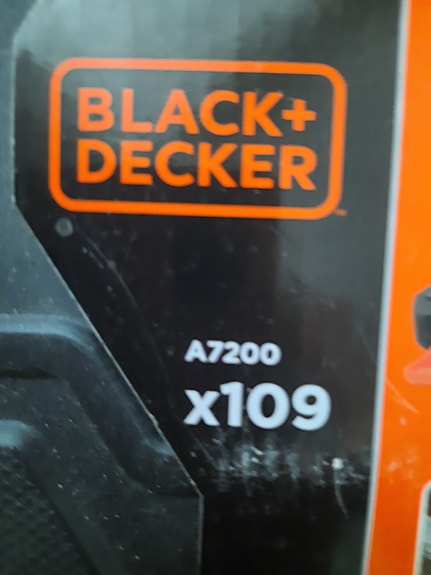 BLACK+
DECKER
A7200
x109